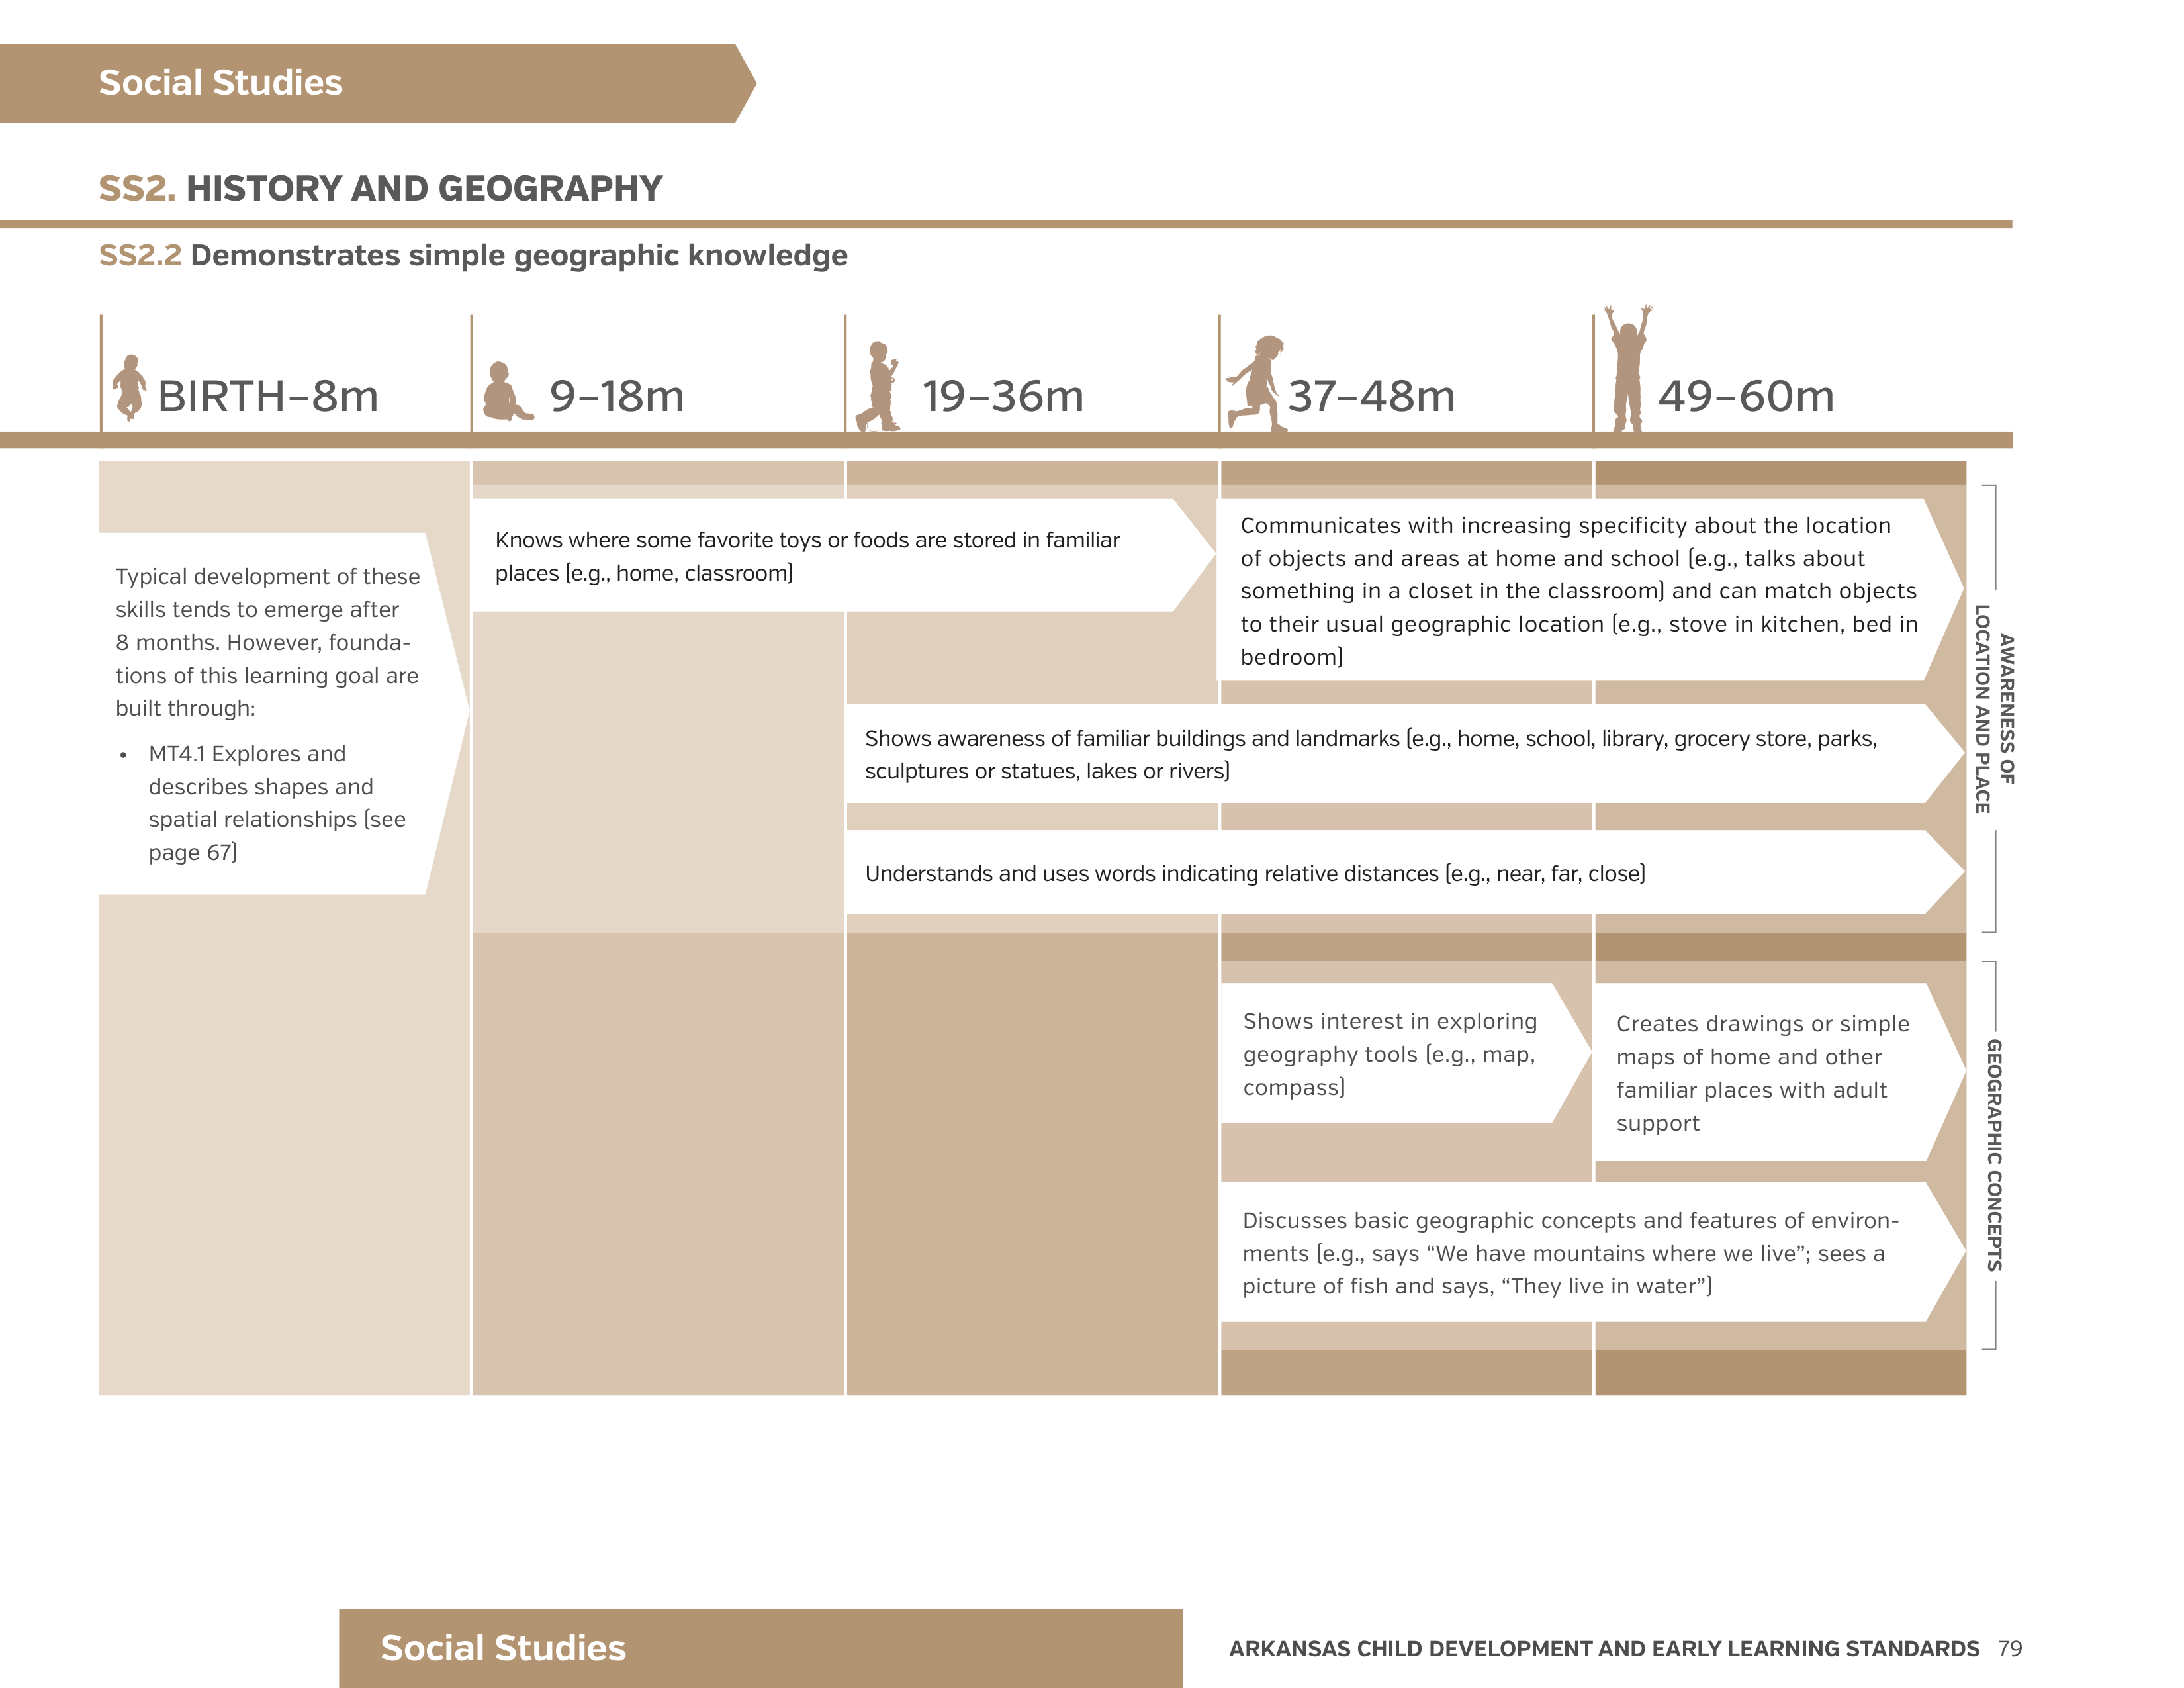 Social Studies
SS2. HISTORY AND GEOGRAPHY
SS2.2 Demonstrates simple geographic knowledge
BIRTH–8m
9–18m
19–36m
37–48m
49–60m
Typical development of these
skills tends to emerge after
8 months. However, founda-
tions of this learning goal are
built through:
• MT4.1 Explores and
describes shapes and
spatial relationships (see
page 67)
Knows where some favorite toys or foods are stored in familiar
places (e.g., home, classroom)
Communicates with increasing specificity about the location
of objects and areas at home and school (e.g., talks about
something in a closet in the classroom) and can match objects
to their usual geographic location (e.g., stove in kitchen, bed in
bedroom)
Shows awareness of familiar buildings and landmarks (e.g., home, school, library, grocery store, parks,
sculptures or statues, lakes or rivers)
Understands and uses words indicating relative distances (e.g., near, far, close)
AWARENESS OF
LOCATION AND PLACE
Shows interest in exploring
geography tools (e.g., map,
compass)
Creates drawings or simple
maps of home and other
familiar places with adult
support
Discusses basic geographic concepts and features of environ-
ments (e.g., says “We have mountains where we live”; sees a
picture of fish and says, “They live in water”)
GEOGRAPHIC CONCEPTS
Social Studies
ARKANSAS CHILD DEVELOPMENT AND EARLY LEARNING STANDARDS 79